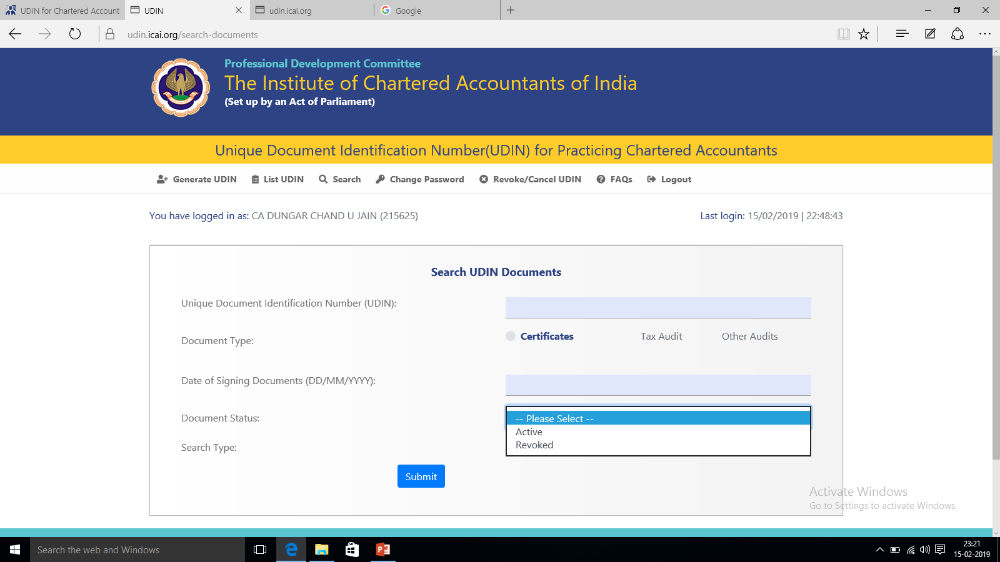 UDIN for Chartered Account
UDIN
udin.icai.org
Google
udin.icai.org/search-documents
Professional Development Committee
The Institute of Chartered Accountants of India
(Set up by an Act of Parliament)
Unique Document Identification Number(UDIN) for Practicing Chartered Accountants
Generate UDIN List UDIN Search Change Password Revoke/Cancel UDIN FAQs Logout
You have logged in as: CA DUNGAR CHAND U JAIN (215625) Last login: 15/02/2019 | 22:48:43
Search UDIN Documents
Unique Document Identification Number (UDIN):
Document Type: Certificates Tax Audit Other Audits
Date of Signing Documents (DD/MM/YYYY):
Document Status: -- Please Select --
Active
Revoked
Search Type:
Submit
Activate Windows
Go to Settings to activate Windows.
Search the web and Windows
23:21
15-02-2019